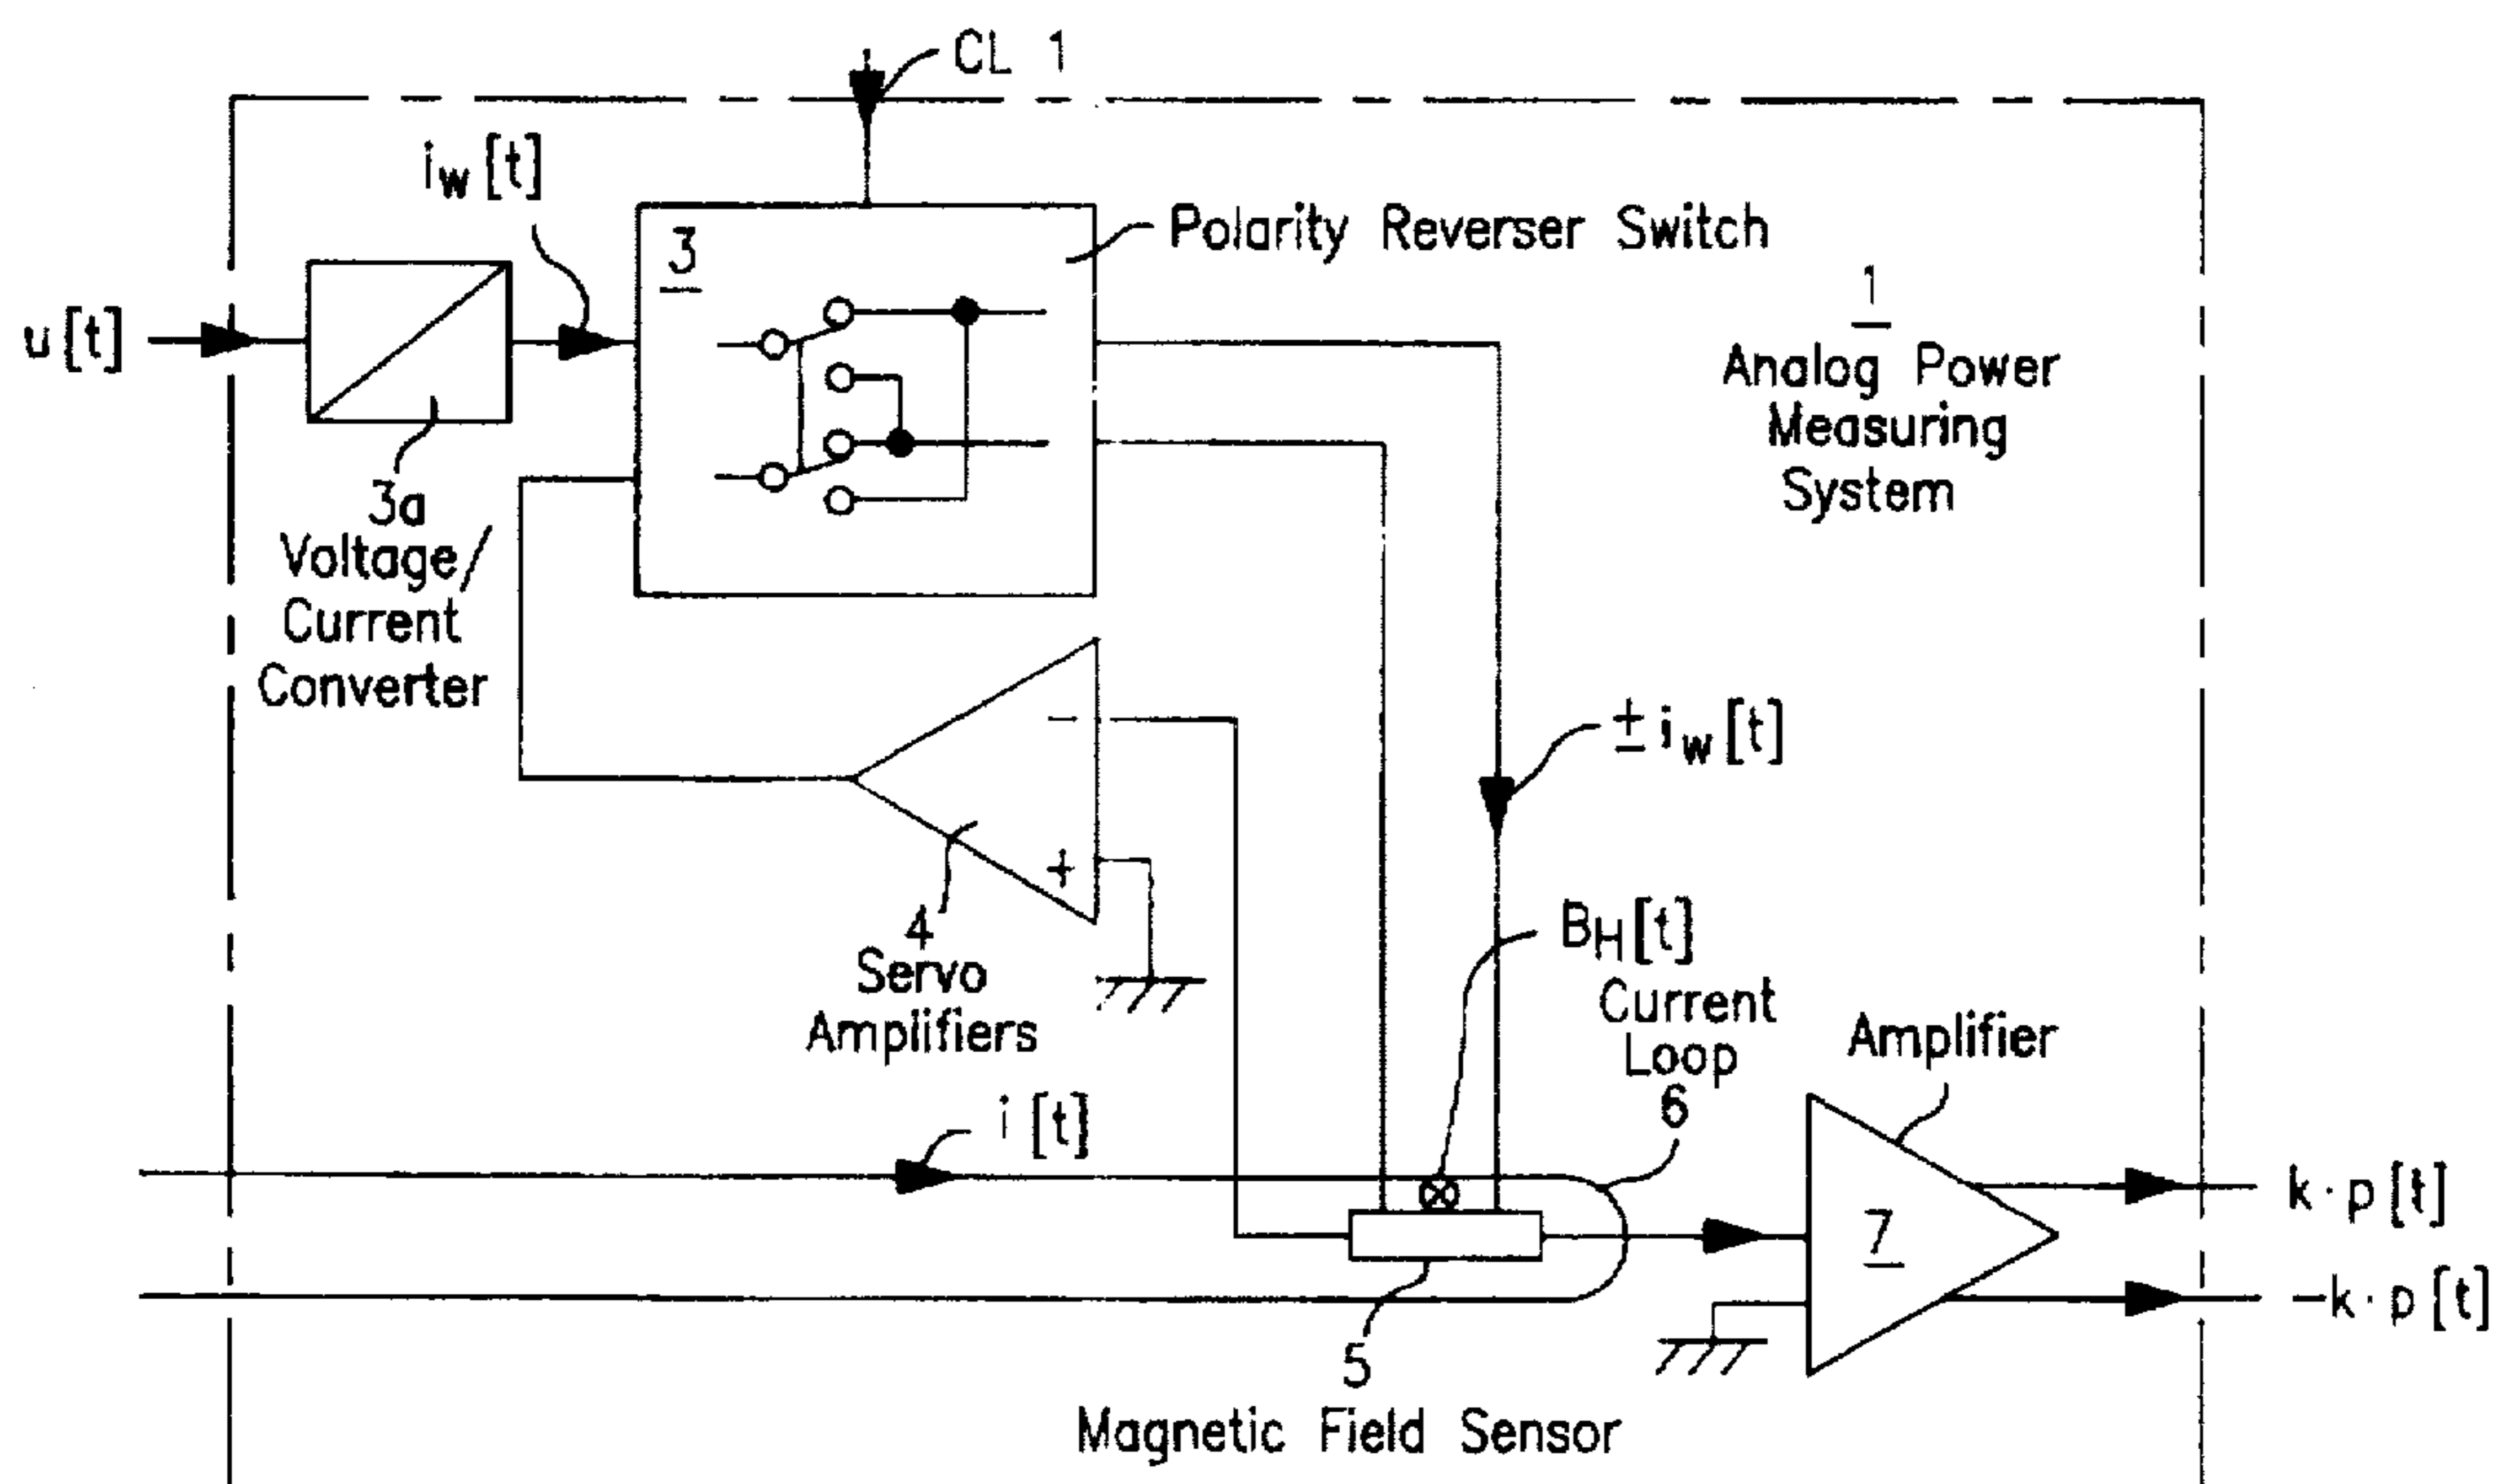 CL 1
i_w[t]
3
Polarity Reverser Switch
u[t]
1
Analog Power
Measuring
System
3a
Voltage/
Current
Converter
−
±i_w[t]
+
4
Servo
Amplifiers
B_H[t]
Current
Loop
6
Amplifier
i[t]
k·p[t]
7
−k·p[t]
5
Magnetic Field Sensor